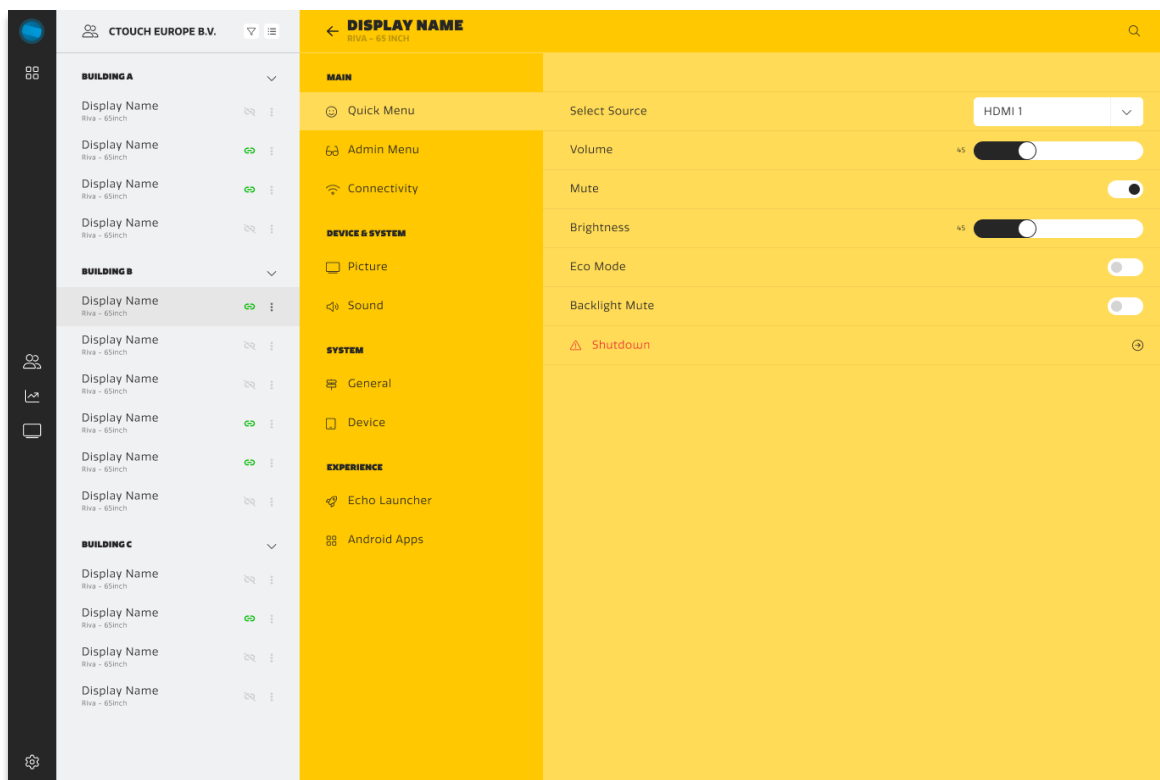 CTOUCH EUROPE B.V.
BUILDING A
Display Name
Riva - 65inch
Display Name
Riva - 65inch
Display Name
Riva - 65inch
Display Name
Riva - 65inch
BUILDING B
Display Name
Riva - 65inch
Display Name
Riva - 65inch
Display Name
Riva - 65inch
Display Name
Riva - 65inch
Display Name
Riva - 65inch
Display Name
Riva - 65inch
BUILDING C
Display Name
Riva - 65inch
Display Name
Riva - 65inch
Display Name
Riva - 65inch
Display Name
Riva - 65inch
DISPLAY NAME
RIVA - 65 INCH
MAIN
Quick Menu
Admin Menu
Connectivity
DEVICE & SYSTEM
Picture
Sound
SYSTEM
General
Device
EXPERIENCE
Echo Launcher
Android Apps
Select Source HDMI 1
Volume 45
Mute
Brightness 45
Eco Mode
Backlight Mute
Shutdown